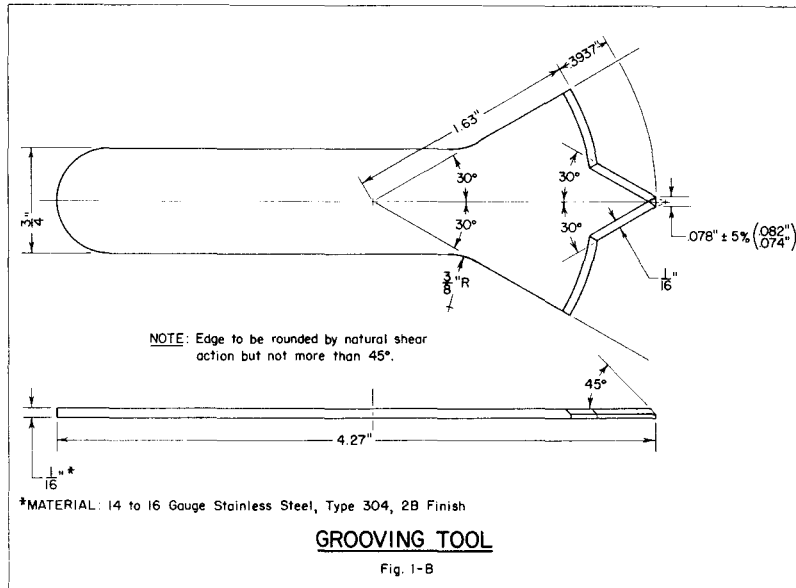 .3937"
1.63"
30°
30°
30°
30°
3/4"
.078" ± 5% (.082" .074")
1/16"
3/8"R
NOTE: Edge to be rounded by natural shear
action but not more than 45°.
45°
4.27"
1/16" *
*MATERIAL: 14 to 16 Gauge Stainless Steel, Type 304, 2B Finish
GROOVING TOOL
Fig. 1-B